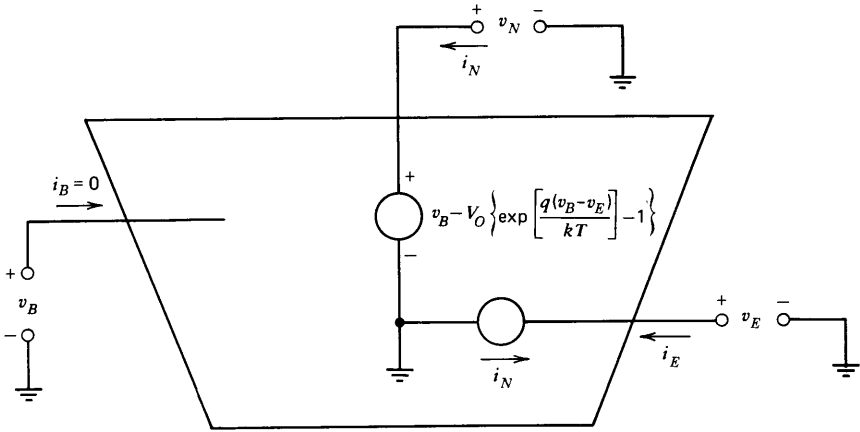 + v_N −
i_N
i_B = 0
+
v_B − V_O {exp [q(v_B − v_E)/kT] − 1}
−
+
v_B
−
+ v_E −
i_N
i_E